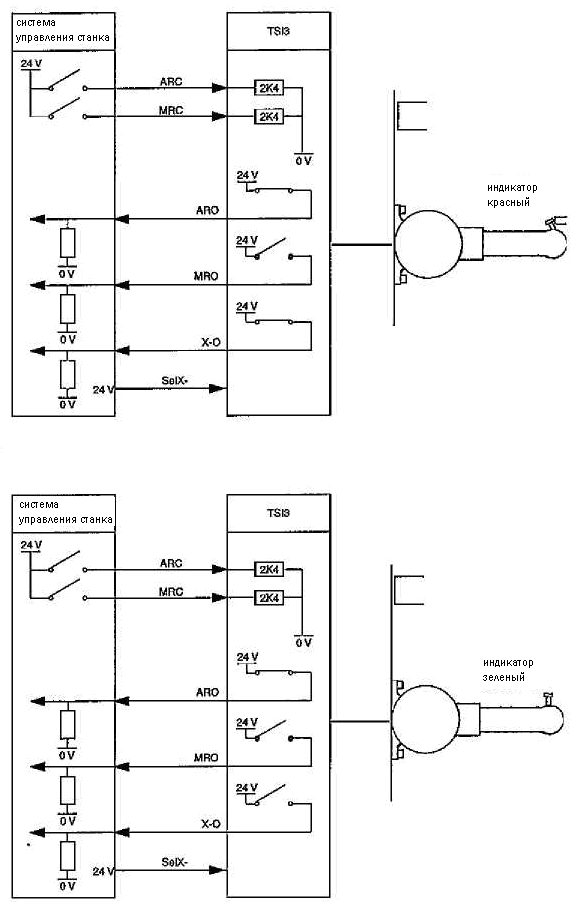 система
управления станка
TSI3
24 V
ARC
2K4
MRC
2K4
0 V
24 V
ARO
индикатор
красный
24 V
0 V
MRO
24 V
0 V
X-O
24 V
SelX-
0 V
система
управления станка
TSI3
24 V
ARC
2K4
MRC
2K4
0 V
24 V
ARO
индикатор
зеленый
24 V
0 V
MRO
24 V
0 V
X-O
24 V
SelX-
0 V